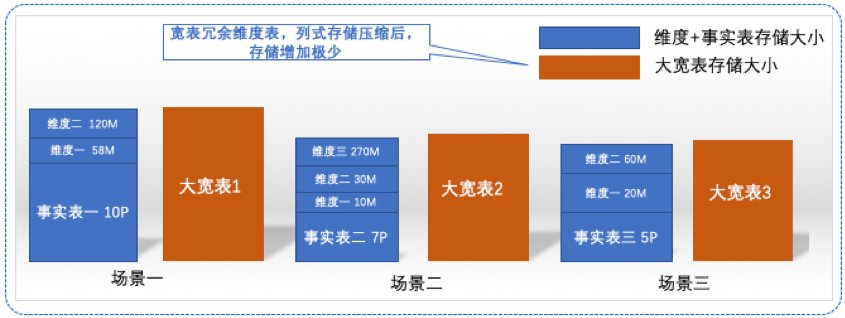 宽表冗余维度表，列式存储压缩后，
存储增加极少
维度+事实表存储大小
大宽表存储大小
维度二 120M
维度一 58M
事实表一 10P
大宽表1
场景一
维度三 270M
维度二 30M
维度一 10M
事实表二 7P
大宽表2
场景二
维度二 60M
维度一 20M
事实表三 5P
大宽表3
场景三